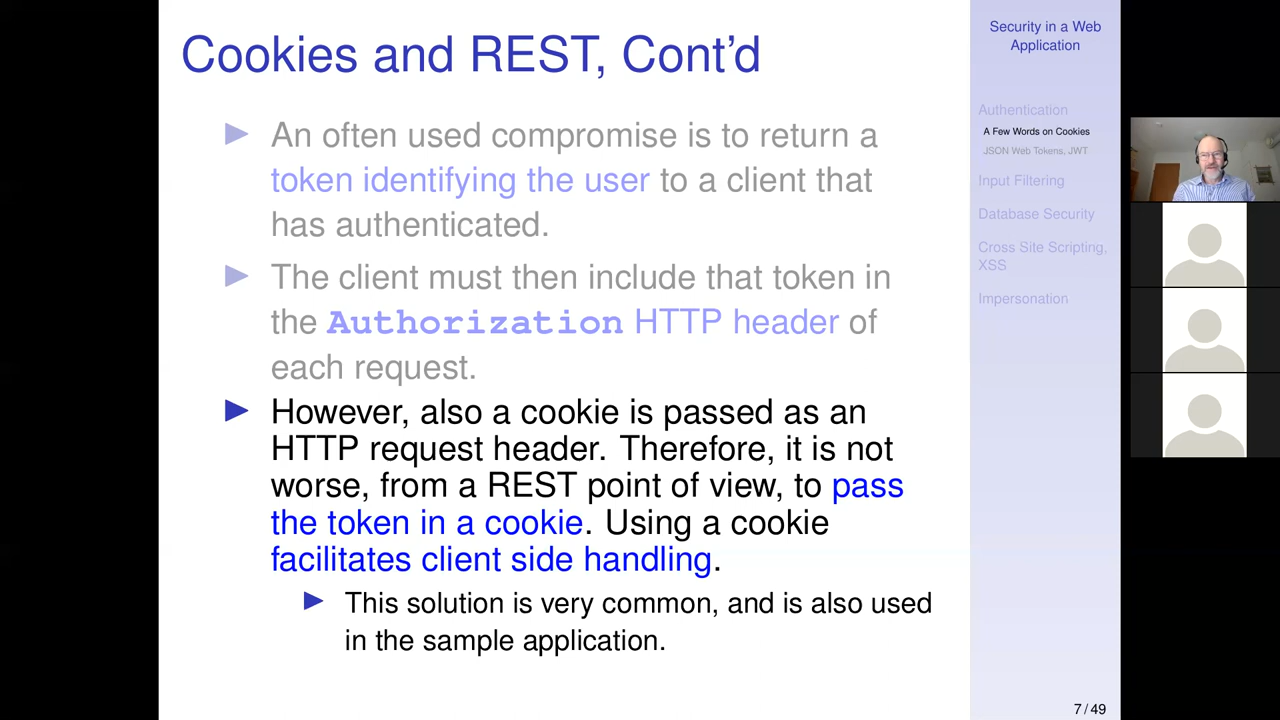 Cookies and REST, Cont'd
An often used compromise is to return a
token identifying the user to a client that
has authenticated.
The client must then include that token in
the Authorization HTTP header of
each request.
However, also a cookie is passed as an
HTTP request header. Therefore, it is not
worse, from a REST point of view, to pass
the token in a cookie. Using a cookie
facilitates client side handling.
This solution is very common, and is also used
in the sample application.
Security in a Web
Application
Authentication
A Few Words on Cookies
JSON Web Tokens, JWT
Input Filtering
Database Security
Cross Site Scripting,
XSS
Impersonation
7 / 49